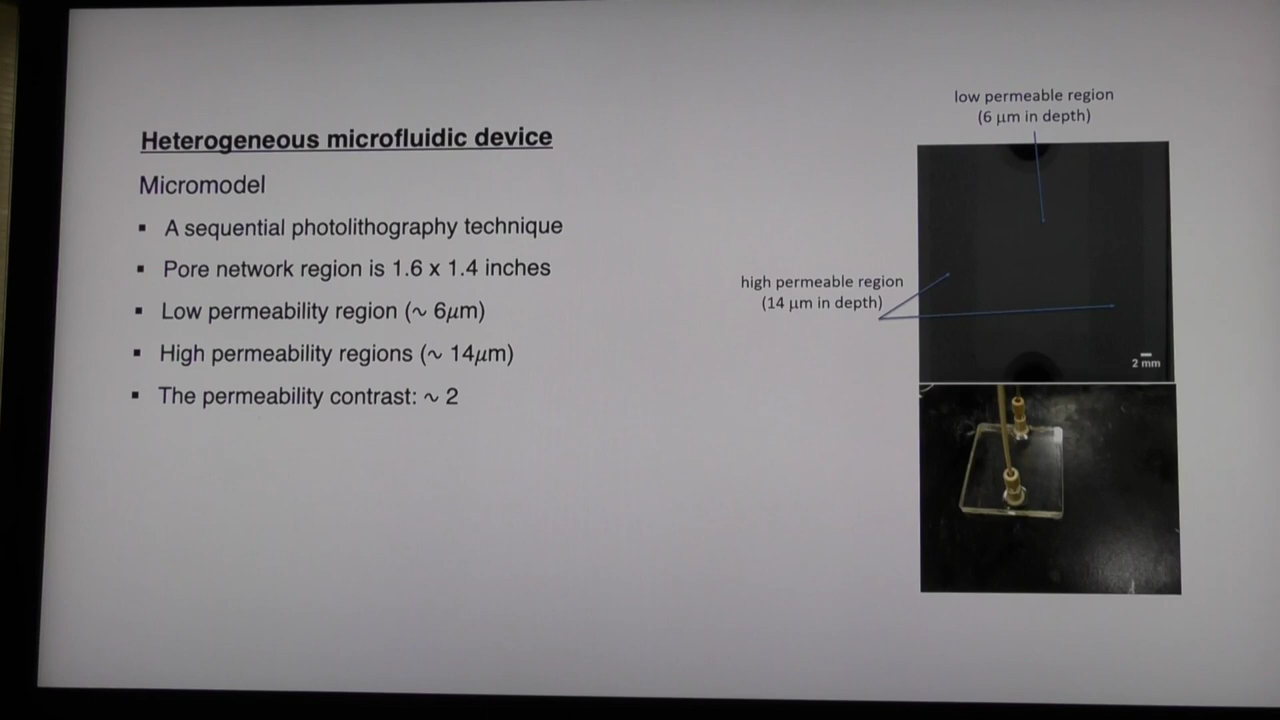 Heterogeneous microfluidic device
Micromodel
▪ A sequential photolithography technique
▪ Pore network region is 1.6 x 1.4 inches
▪ Low permeability region (~ 6μm)
▪ High permeability regions (~ 14μm)
▪ The permeability contrast: ~ 2
low permeable region
(6 μm in depth)
high permeable region
(14 μm in depth)
2 mm